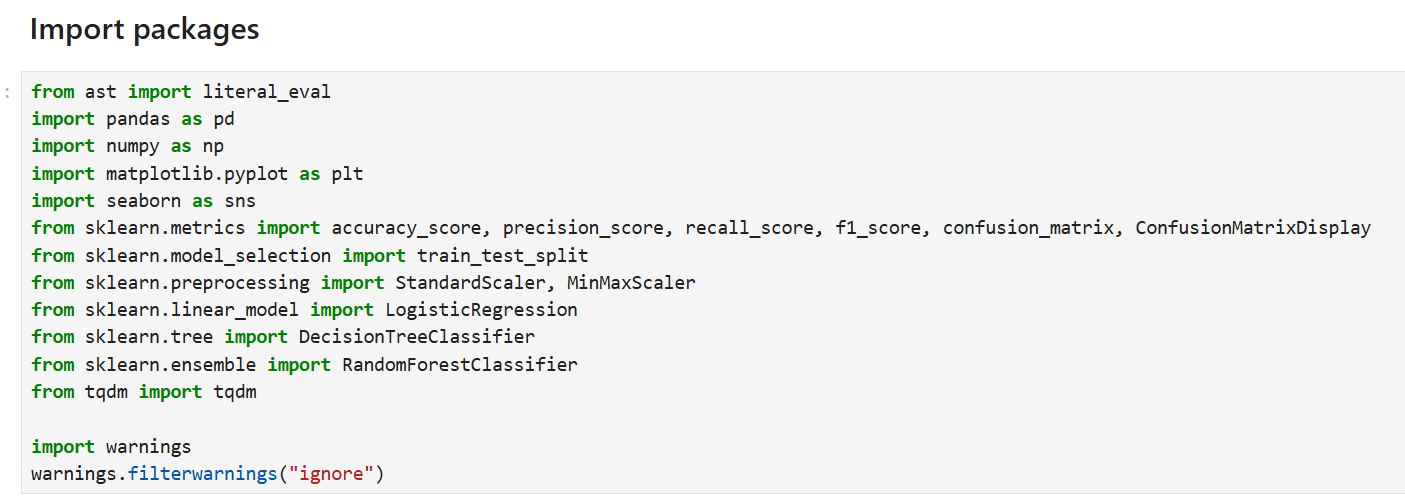 Import packages
:
from ast import literal_eval
import pandas as pd
import numpy as np
import matplotlib.pyplot as plt
import seaborn as sns
from sklearn.metrics import accuracy_score, precision_score, recall_score, f1_score, confusion_matrix, ConfusionMatrixDisplay
from sklearn.model_selection import train_test_split
from sklearn.preprocessing import StandardScaler, MinMaxScaler
from sklearn.linear_model import LogisticRegression
from sklearn.tree import DecisionTreeClassifier
from sklearn.ensemble import RandomForestClassifier
from tqdm import tqdm

import warnings
warnings.filterwarnings("ignore")